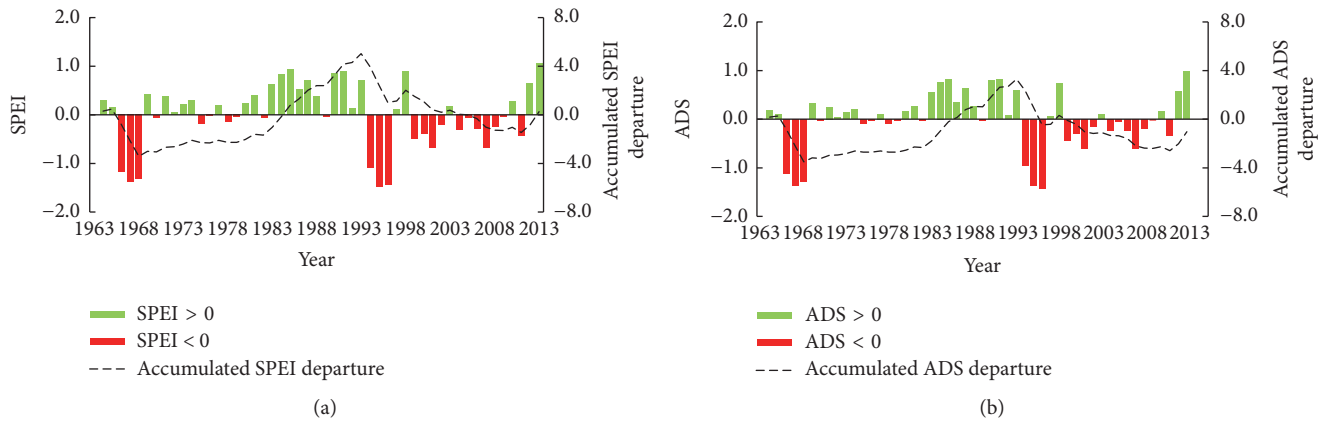 2.0
1.0
0.0
−1.0
−2.0
SPEI
8.0
4.0
0.0
−4.0
−8.0
Accumulated SPEI
departure
1963 1968 1973 1978 1983 1988 1993 1998 2003 2008 2013
Year
SPEI > 0
SPEI < 0
Accumulated SPEI departure
(a)
2.0
1.0
0.0
−1.0
−2.0
ADS
8.0
4.0
0.0
−4.0
−8.0
Accumulated ADS
departure
1963 1968 1973 1978 1983 1988 1993 1998 2003 2008 2013
Year
ADS > 0
ADS < 0
Accumulated ADS departure
(b)